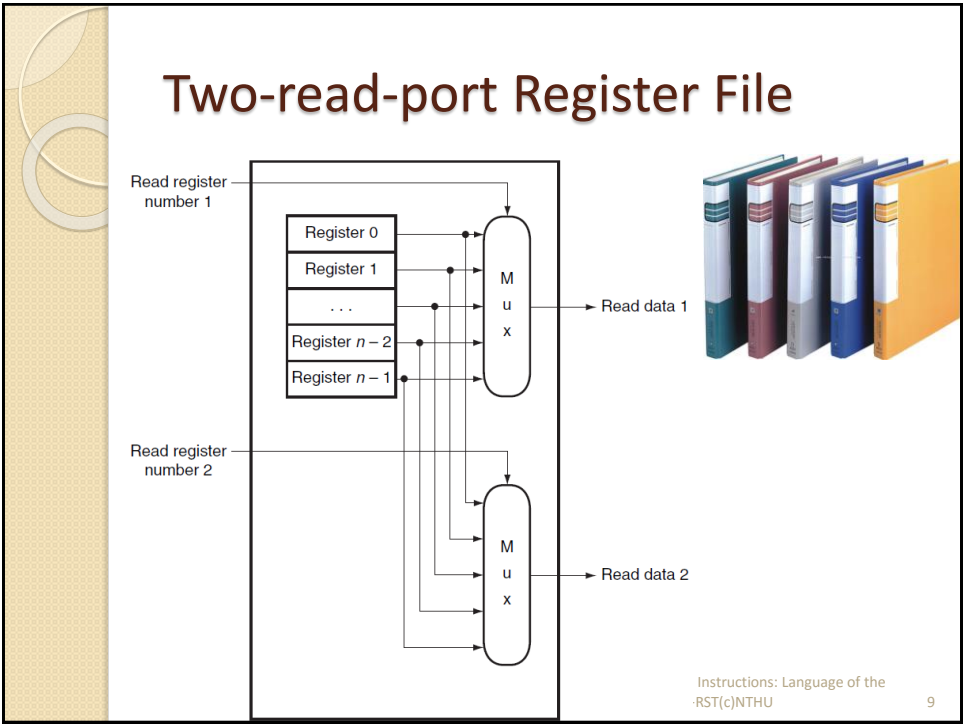 Two-read-port Register File
Read register
number 1
Register 0
Register 1
. . .
Register n – 2
Register n – 1
M
u
x
Read data 1
Read register
number 2
M
u
x
Read data 2
Instructions: Language of the
RST(c)NTHU
9